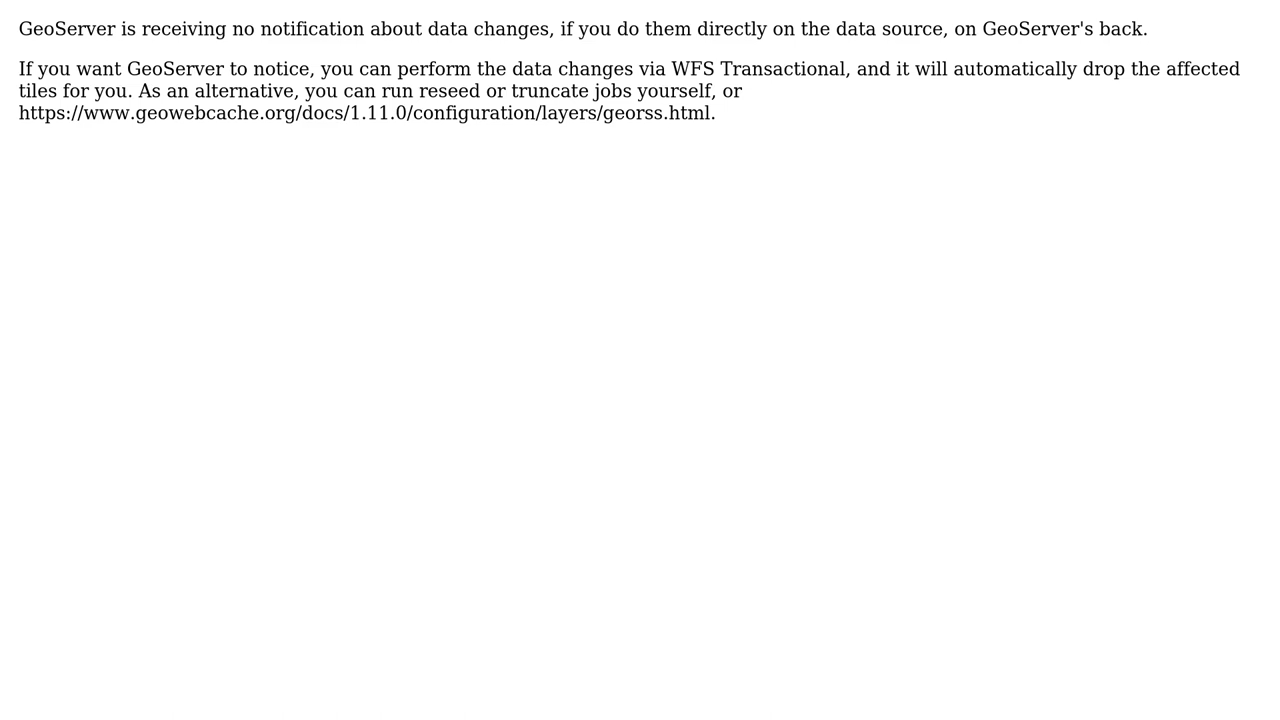 GeoServer is receiving no notification about data changes, if you do them directly on the data source, on GeoServer's back.
If you want GeoServer to notice, you can perform the data changes via WFS Transactional, and it will automatically drop the affected
tiles for you. As an alternative, you can run reseed or truncate jobs yourself, or
https://www.geowebcache.org/docs/1.11.0/configuration/layers/georss.html.